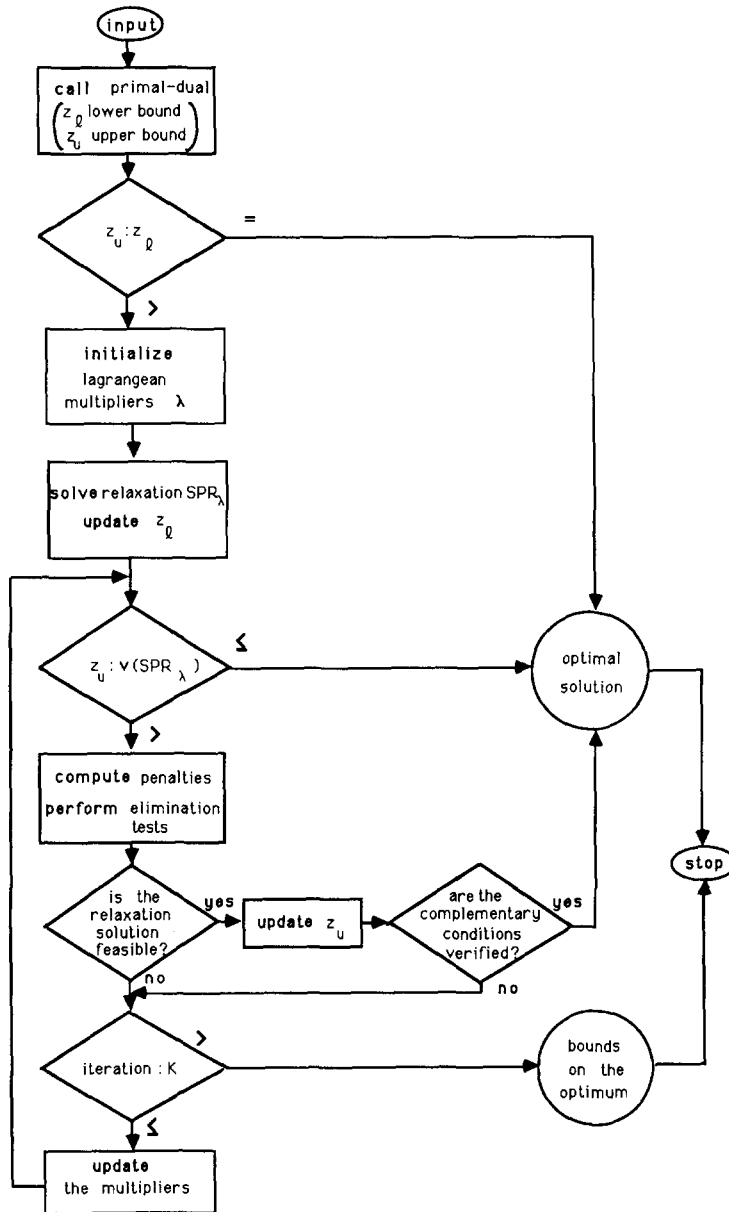 input
call primal-dual
(z_ℓ lower bound
z_u upper bound)
z_u : z_ℓ
=
>
initialize
lagrangean
multipliers λ
solve relaxation SPR_λ
update z_ℓ
z_u : v (SPR_λ)
≤
>
optimal
solution
compute penalties
perform elimination
tests
is the
relaxation
solution
feasible?
yes
update z_u
are the
complementary
conditions
verified?
yes
stop
no
no
iteration : K
>
bounds
on the
optimum
≤
update
the multipliers